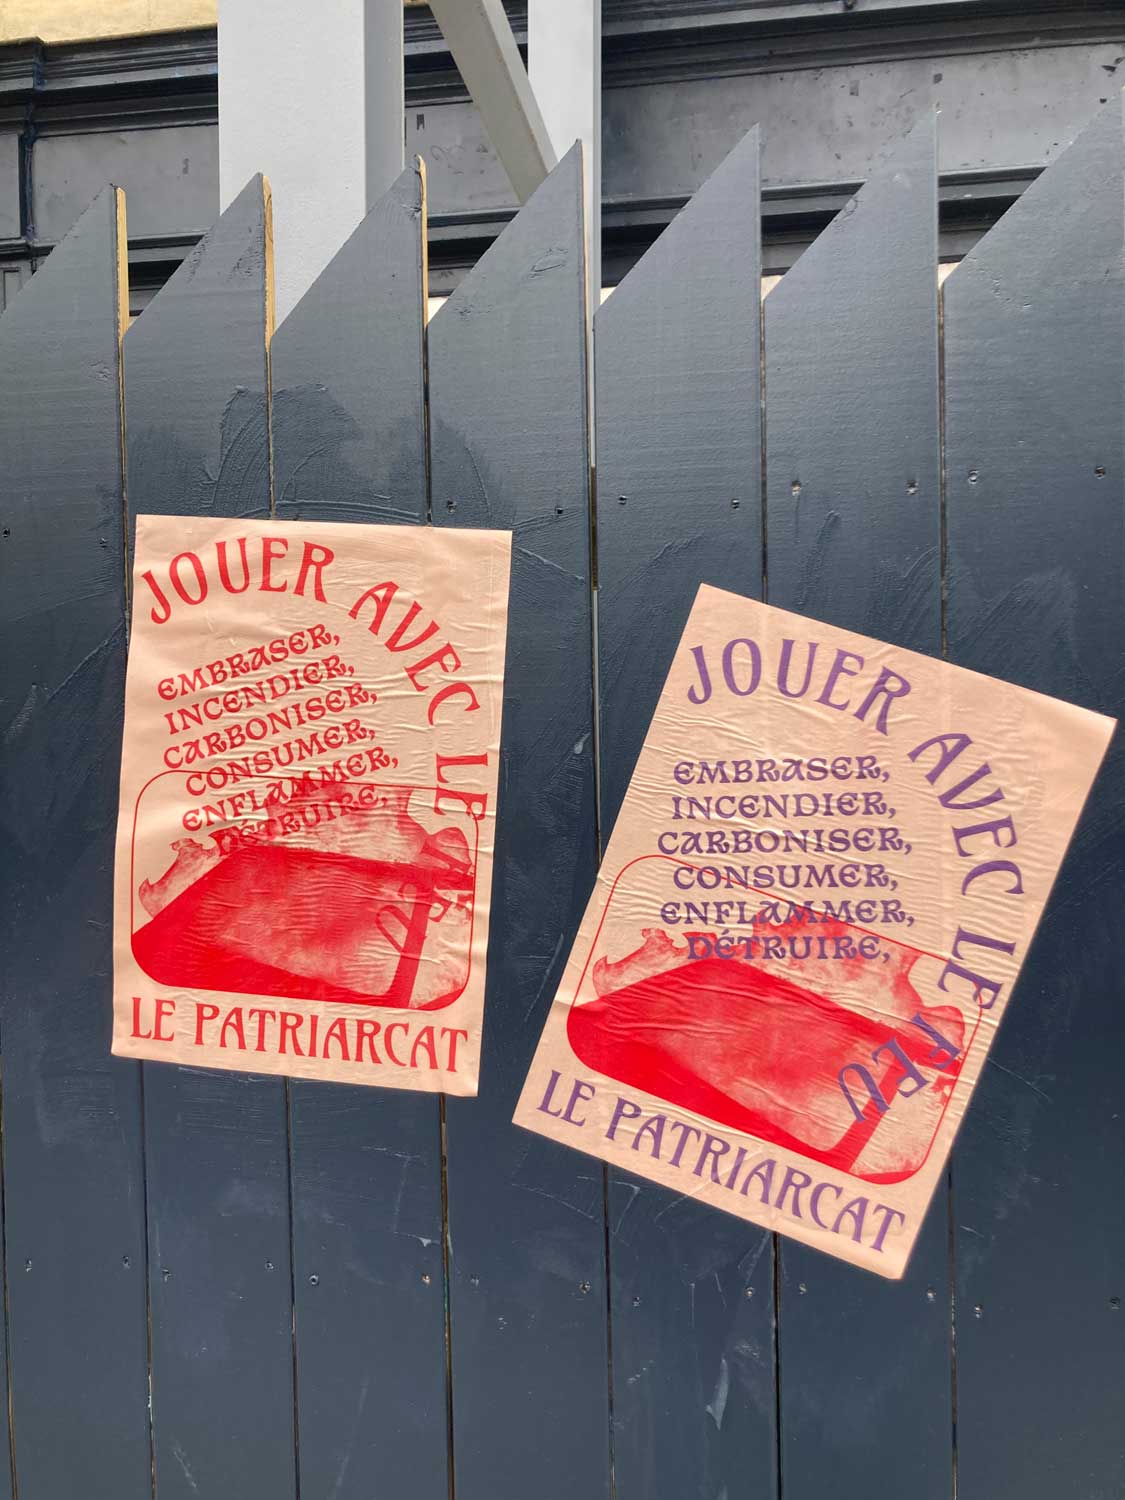 JOUER AVEC LE FEU
EMBRASER,
INCENDIER,
CARBONISER,
CONSUMER,
ENFLAMMER,
DÉTRUIRE,
LE PATRIARCAT
JOUER AVEC LE FEU
EMBRASER,
INCENDIER,
CARBONISER,
CONSUMER,
ENFLAMMER,
DÉTRUIRE,
LE PATRIARCAT